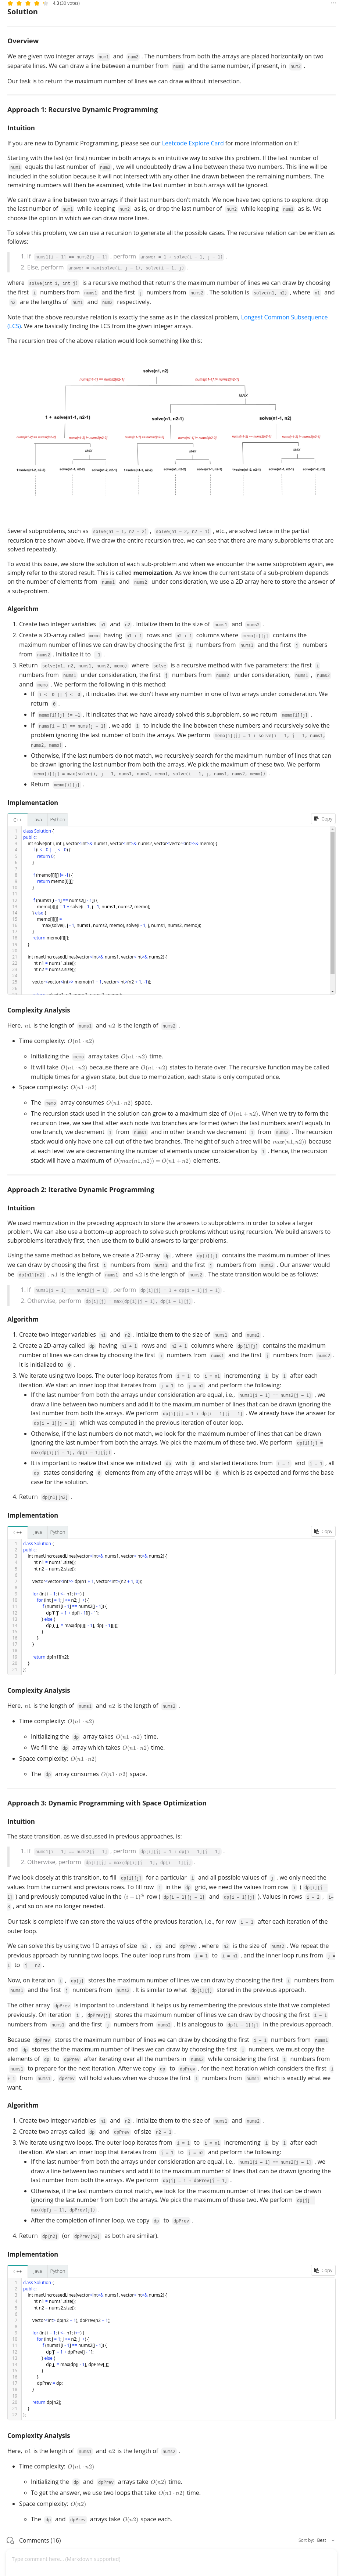 4.3 (30 votes)
Solution
Overview
We are given two integer arrays nums1 and nums2 . The numbers from both the arrays are placed horizontally on two
separate lines. We can draw a line between a number from nums1 and the same number, if present, in nums2 .
Our task is to return the maximum number of lines we can draw without intersection.
Approach 1: Recursive Dynamic Programming
Intuition
If you are new to Dynamic Programming, please see our Leetcode Explore Card for more information on it!
Starting with the last (or first) number in both arrays is an intuitive way to solve this problem. If the last number of
nums1 equals the last number of nums2 , we will undoubtedly draw a line between these two numbers. This line will be
included in the solution because it will not intersect with any other line drawn between the remaining numbers. The
remaining numbers will then be examined, while the last number in both arrays will be ignored.
We can't draw a line between two arrays if their last numbers don't match. We now have two options to explore: drop
the last number of nums1 while keeping nums2 as is, or drop the last number of nums2 while keeping nums1 as is. We
choose the option in which we can draw more lines.
To solve this problem, we can use a recursion to generate all the possible cases. The recurrence relation can be written
as follows:
1. If nums1[i − 1] == nums2[j − 1] , perform answer = 1 + solve(i − 1, j − 1) .
2. Else, perform answer = max(solve(i, j − 1), solve(i − 1, j) .
where solve(int i, int j) is a recursive method that returns the maximum number of lines we can draw by choosing
the first i numbers from nums1 and the first j numbers from nums2 . The solution is solve(n1, n2) , where n1 and
n2 are the lengths of nums1 and nums2 respectively.
Note that the above recursive relation is exactly the same as in the classical problem, Longest Common Subsequence
(LCS). We are basically finding the LCS from the given integer arrays.
The recursion tree of the above relation would look something like this:
solve(n1, n2)
MAX
1 + solve(n1-1, n2-1)
solve(n1, n2-1)
solve(n1-1, n2)
Several subproblems, such as solve(n1 − 1, n2 − 2) , solve(n1 − 2, n2 − 1) , etc., are solved twice in the partial
recursion tree shown above. If we draw the entire recursion tree, we can see that there are many subproblems that are
solved repeatedly.
To avoid this issue, we store the solution of each sub-problem and when we encounter the same subproblem again, we
simply refer to the stored result. This is called memoization. As we know the current state of a sub-problem depends
on the number of elements from nums1 and nums2 under consideration, we use a 2D array here to store the answer of
a sub-problem.
Algorithm
1. Create two integer variables n1 and n2 . Intialize them to the size of nums1 and nums2 .
2. Create a 2D-array called memo having n1 + 1 rows and n2 + 1 columns where memo[i][j] contains the
maximum number of lines we can draw by choosing the first i numbers from nums1 and the first j numbers
from nums2 . Initialize it to -1 .
3. Return solve(n1, n2, nums1, nums2, memo) where solve is a recursive method with five parameters: the first i
numbers from nums1 under consideration, the first j numbers from nums2 under consideration, nums1 , nums2
and memo . We perform the following in this method:
If i <= 0 || j <= 0 , it indicates that we don't have any number in one of the arrays under consideration. We
return 0 .
If memo[i][j] != -1 , it indicates that we have already solved this subproblem, so we return memo[i][j] .
If nums[i − 1] == nums[j − 1] , we add 1 to include the line between these numbers and recursively solve the
problem ignoring the last number from both the arrays. We perform memo[i][j] = 1 + solve(i − 1, j − 1, nums1,
nums2, memo) .
Otherwise, if the last numbers do not match, we recursively search for the maximum number of lines that can
be drawn ignoring the last number from both the arrays. We pick the maximum of these two. We perform
memo[i][j] = max(solve(i, j − 1, nums1, nums2, memo), solve(i − 1, j, nums1, nums2, memo)) .
Return memo[i][j] .
Implementation
C++ Java Python Copy
1 class Solution {
2 public:
3 int solve(int i, int j, vector<int>& nums1, vector<int>& nums2, vector<vector<int>>& memo) {
4 if (i <= 0 || j <= 0) {
5 return 0;
6 }
7
8 if (memo[i][j] != -1) {
9 return memo[i][j];
10 }
11
12 if (nums1[i - 1] == nums2[j - 1]) {
13 memo[i][j] = 1 + solve(i - 1, j - 1, nums1, nums2, memo);
14 } else {
15 memo[i][j] =
16 max(solve(i, j - 1, nums1, nums2, memo), solve(i - 1, j, nums1, nums2, memo));
17 }
18 return memo[i][j];
19 }
20
21 int maxUncrossedLines(vector<int>& nums1, vector<int>& nums2) {
22 int n1 = nums1.size();
23 int n2 = nums2.size();
24
25 vector<vector<int>> memo(n1 + 1, vector<int>(n2 + 1, -1));
26
Complexity Analysis
Here, n1 is the length of nums1 and n2 is the length of nums2 .
Time complexity: O(n1 · n2)
Initializing the memo array takes O(n1 · n2) time.
It will take O(n1 · n2) because there are O(n1 · n2) states to iterate over. The recursive function may be called
multiple times for a given state, but due to memoization, each state is only computed once.
Space complexity: O(n1 · n2)
The memo array consumes O(n1 · n2) space.
The recursion stack used in the solution can grow to a maximum size of O(n1 + n2). When we try to form the
recursion tree, we see that after each node two branches are formed (when the last numbers aren't equal). In
one branch, we decrement 1 from nums1 and in other branch we decrement 1 from nums2 . The recursion
stack would only have one call out of the two branches. The height of such a tree will be max(n1, n2)) because
at each level we are decrementing the number of elements under consideration by 1 . Hence, the recursion
stack will have a maximum of O(max(n1, n2)) = O(n1 + n2) elements.
Approach 2: Iterative Dynamic Programming
Intuition
We used memoization in the preceding approach to store the answers to subproblems in order to solve a larger
problem. We can also use a bottom-up approach to solve such problems without using recursion. We build answers to
subproblems iteratively first, then use them to build answers to larger problems.
Using the same method as before, we create a 2D-array dp , where dp[i][j] contains the maximum number of lines
we can draw by choosing the first i numbers from nums1 and the first j numbers from nums2 . Our answer would
be dp[n1][n2] , n1 is the length of nums1 and n2 is the length of nums2 . The state transition would be as follows:
1. If nums1[i − 1] == nums2[j − 1] , perform dp[i][j] = 1 + dp[i − 1][j − 1] .
2. Otherwise, perform dp[i][j] = max(dp[i][j − 1], dp[i − 1][j]) .
Algorithm
1. Create two integer variables n1 and n2 . Intialize them to the size of nums1 and nums2 .
2. Create a 2D-array called dp having n1 + 1 rows and n2 + 1 columns where dp[i][j] contains the maximum
number of lines we can draw by choosing the first i numbers from nums1 and the first j numbers from nums2 .
It is initialized to 0 .
3. We iterate using two loops. The outer loop iterates from i = 1 to i = n1 incrementing i by 1 after each
iteration. We start an inner loop that iterates from j = 1 to j = n2 and perform the following:
If the last number from both the arrays under consideration are equal, i.e., nums1[i − 1] == nums2[j − 1] , we
draw a line between both numbers and add it to the maximum number of lines that can be drawn ignoring the
last number from both the arrays. We perform dp[i][j] = 1 + dp[i − 1][j − 1] . We already have the answer for
dp[i − 1][j − 1] which was computed in the previous iteration of outer loop.
Otherwise, if the last numbers do not match, we look for the maximum number of lines that can be drawn
ignoring the last number from both the arrays. We pick the maximum of these two. We perform dp[i][j] =
max(dp[i][j − 1], dp[i − 1][j]) .
It is important to realize that since we initialized dp with 0 and started iterations from i = 1 and j = 1 , all
dp states considering 0 elements from any of the arrays will be 0 which is as expected and forms the base
case for the solution.
4. Return dp[n1][n2] .
Implementation
C++ Java Python Copy
1 class Solution {
2 public:
3 int maxUncrossedLines(vector<int>& nums1, vector<int>& nums2) {
4 int n1 = nums1.size();
5 int n2 = nums2.size();
6
7 vector<vector<int>> dp(n1 + 1, vector<int>(n2 + 1, 0));
8
9 for (int i = 1; i <= n1; i++) {
10 for (int j = 1; j <= n2; j++) {
11 if (nums1[i - 1] == nums2[j - 1]) {
12 dp[i][j] = 1 + dp[i - 1][j - 1];
13 } else {
14 dp[i][j] = max(dp[i][j - 1], dp[i - 1][j]);
15 }
16 }
17 }
18
19 return dp[n1][n2];
20 }
21 };
Complexity Analysis
Here, n1 is the length of nums1 and n2 is the length of nums2 .
Time complexity: O(n1 · n2)
Initializing the dp array takes O(n1 · n2) time.
We fill the dp array which takes O(n1 · n2) time.
Space complexity: O(n1 · n2)
The dp array consumes O(n1 · n2) space.
Approach 3: Dynamic Programming with Space Optimization
Intuition
The state transition, as we discussed in previous approaches, is:
1. If nums1[i − 1] == nums2[j − 1] , perform dp[i][j] = 1 + dp[i − 1][j − 1] .
2. Otherwise, perform dp[i][j] = max(dp[i][j − 1], dp[i − 1][j]) .
If we look closely at this transition, to fill dp[i][j] for a particular i and all possible values of j , we only need the
values from the current and previous rows. To fill row i in the dp grid, we need the values from row i ( dp[i][j −
1] ) and previously computed value in the (i − 1)th row ( dp[i − 1][j − 1] and dp[i − 1][j] ). Values in rows i − 2 , i−
3 , and so on are no longer needed.
Our task is complete if we can store the values of the previous iteration, i.e., for row i − 1 after each iteration of the
outer loop.
We can solve this by using two 1D arrays of size n2 , dp and dpPrev , where n2 is the size of nums2 . We repeat the
previous approach by running two loops. The outer loop runs from i = 1 to i = n1 , and the inner loop runs from j =
1 to j = n2 .
Now, on iteration i , dp[j] stores the maximum number of lines we can draw by choosing the first i numbers from
nums1 and the first j numbers from nums2 . It is similar to what dp[i][j] stored in the previous approach.
The other array dpPrev is important to understand. It helps us by remembering the previous state that we completed
previously. On iteration i , dpPrev[j] stores the maximum number of lines we can draw by choosing the first i − 1
numbers from nums1 and the first j numbers from nums2 . It is analogous to dp[i − 1][j] in the previous approach.
Because dpPrev stores the maximum number of lines we can draw by choosing the first i − 1 numbers from nums1
and dp stores the maximum number of lines we can draw by choosing the first i numbers, we must copy the
elements of dp to dpPrev after iterating over all the numbers in nums2 while considering the first i numbers from
nums1 to prepare for the next iteration. After we copy dp to dpPrev , for the next iteration which considers the first i
+ 1 from nums1 , dpPrev will hold values when we choose the first i numbers from nums1 which is exactly what we
want.
Algorithm
1. Create two integer variables n1 and n2 . Intialize them to the size of nums1 and nums2 .
2. Create two arrays called dp and dpPrev of size n2 + 1 .
3. We iterate using two loops. The outer loop iterates from i = 1 to i = n1 incrementing i by 1 after each
iteration. We start an inner loop that iterates from j = 1 to j = n2 and perform the following:
If the last number from both the arrays under consideration are equal, i.e., nums1[i − 1] == nums2[j − 1] , we
draw a line between both numbers and add it to the maximum number of lines that can be drawn ignoring the
last number from both the arrays. We perform dp[j] = 1 + dpPrev[j − 1] .
Otherwise, if the last numbers do not match, we look for the maximum number of lines that can be drawn
ignoring the last number from both the arrays. We pick the maximum of these two. We perform dp[j] =
max(dp[j − 1], dpPrev[j]) .
After the completion of inner loop, we copy dp to dpPrev .
4. Return dp[n2] (or dpPrev[n2] as both are similar).
Implementation
C++ Java Python Copy
1 class Solution {
2 public:
3 int maxUncrossedLines(vector<int>& nums1, vector<int>& nums2) {
4 int n1 = nums1.size();
5 int n2 = nums2.size();
6
7 vector<int> dp(n2 + 1), dpPrev(n2 + 1);
8
9 for (int i = 1; i <= n1; i++) {
10 for (int j = 1; j <= n2; j++) {
11 if (nums1[i - 1] == nums2[j - 1]) {
12 dp[j] = 1 + dpPrev[j - 1];
13 } else {
14 dp[j] = max(dp[j - 1], dpPrev[j]);
15 }
16 }
17 dpPrev = dp;
18 }
19
20 return dp[n2];
21 }
22 };
Complexity Analysis
Here, n1 is the length of nums1 and n2 is the length of nums2 .
Time complexity: O(n1 · n2)
Initializing the dp and dpPrev arrays take O(n2) time.
To get the answer, we use two loops that take O(n1 · n2) time.
Space complexity: O(n2)
The dp and dpPrev arrays take O(n2) space each.
Comments (16) Sort by: Best
Type comment here... (Markdown supported)